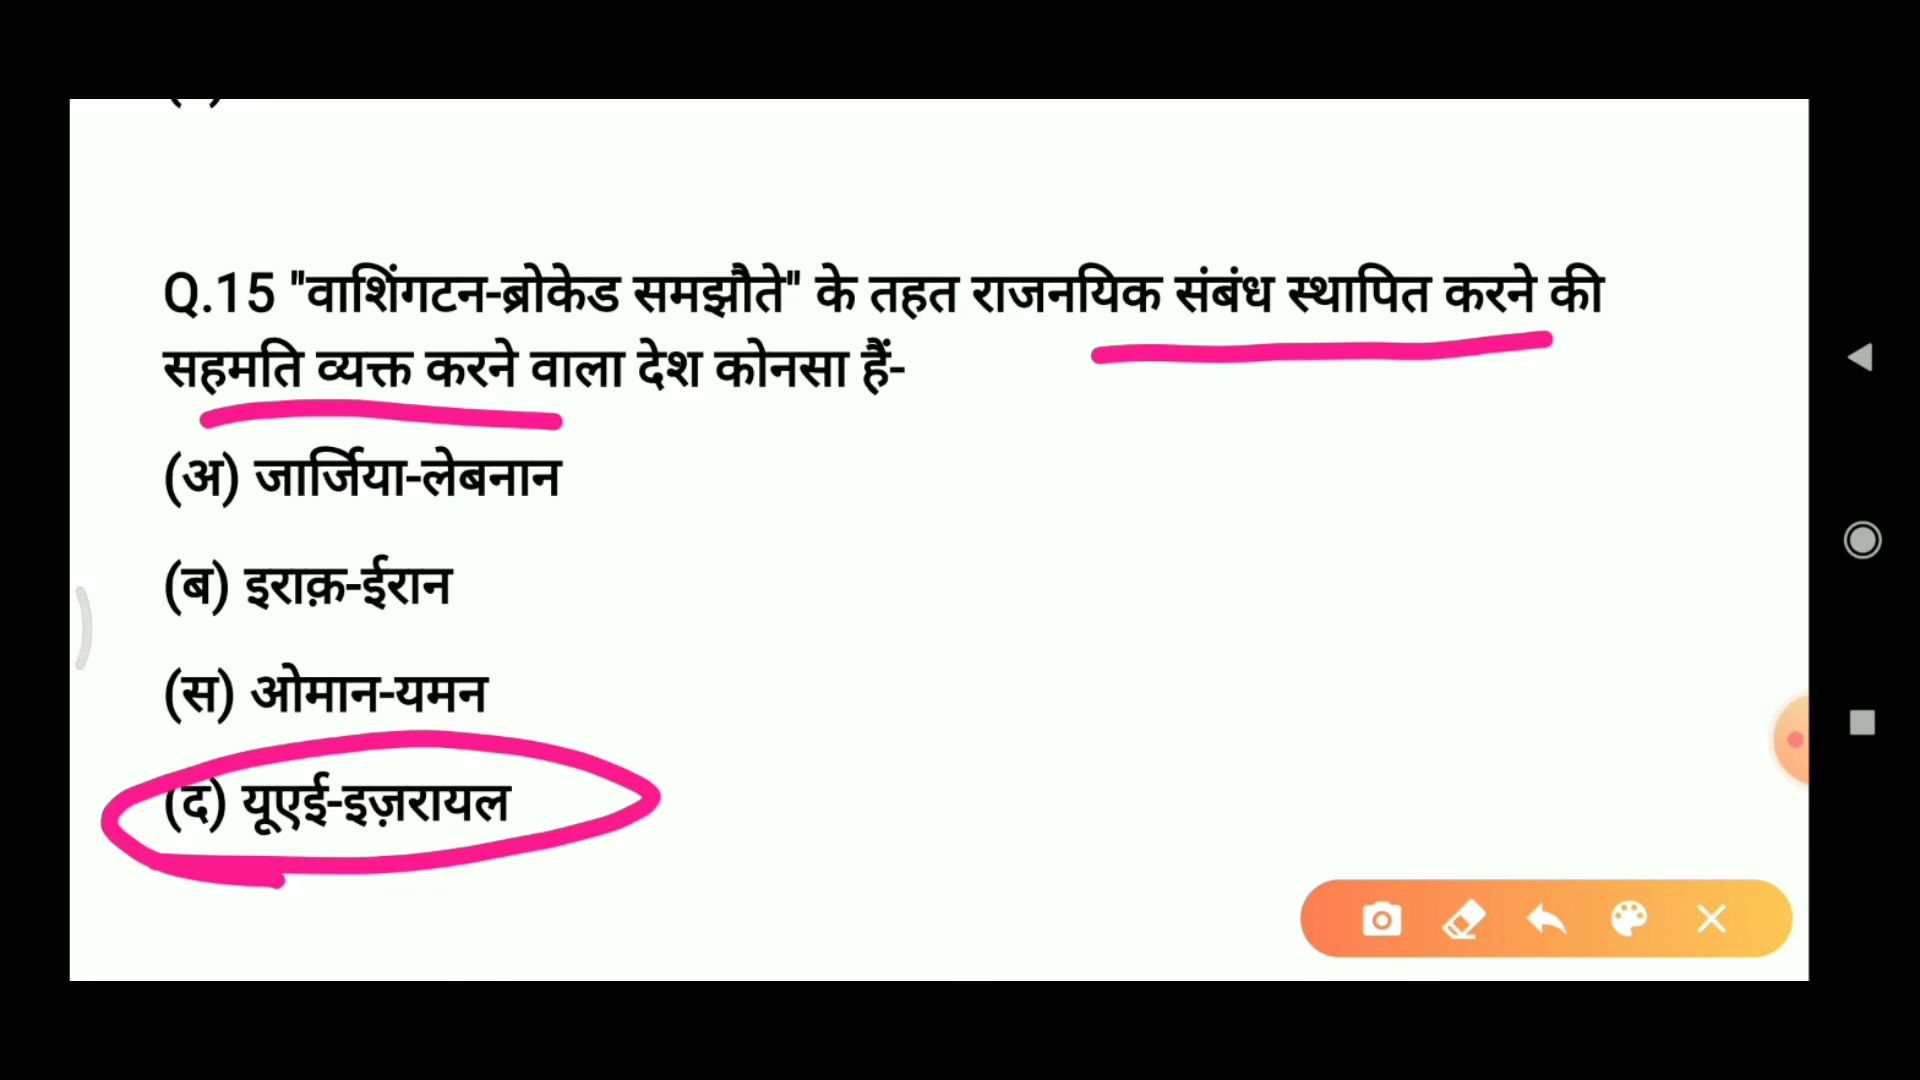 Q.15 "वाशिंगटन-ब्रोकेड समझौते" के तहत राजनयिक संबंध स्थापित करने की
सहमति व्यक्त करने वाला देश कोनसा हैं-
(अ) जार्जिया-लेबनान
(ब) इराक़-ईरान
(स) ओमान-यमन
(द) यूएई-इज़रायल